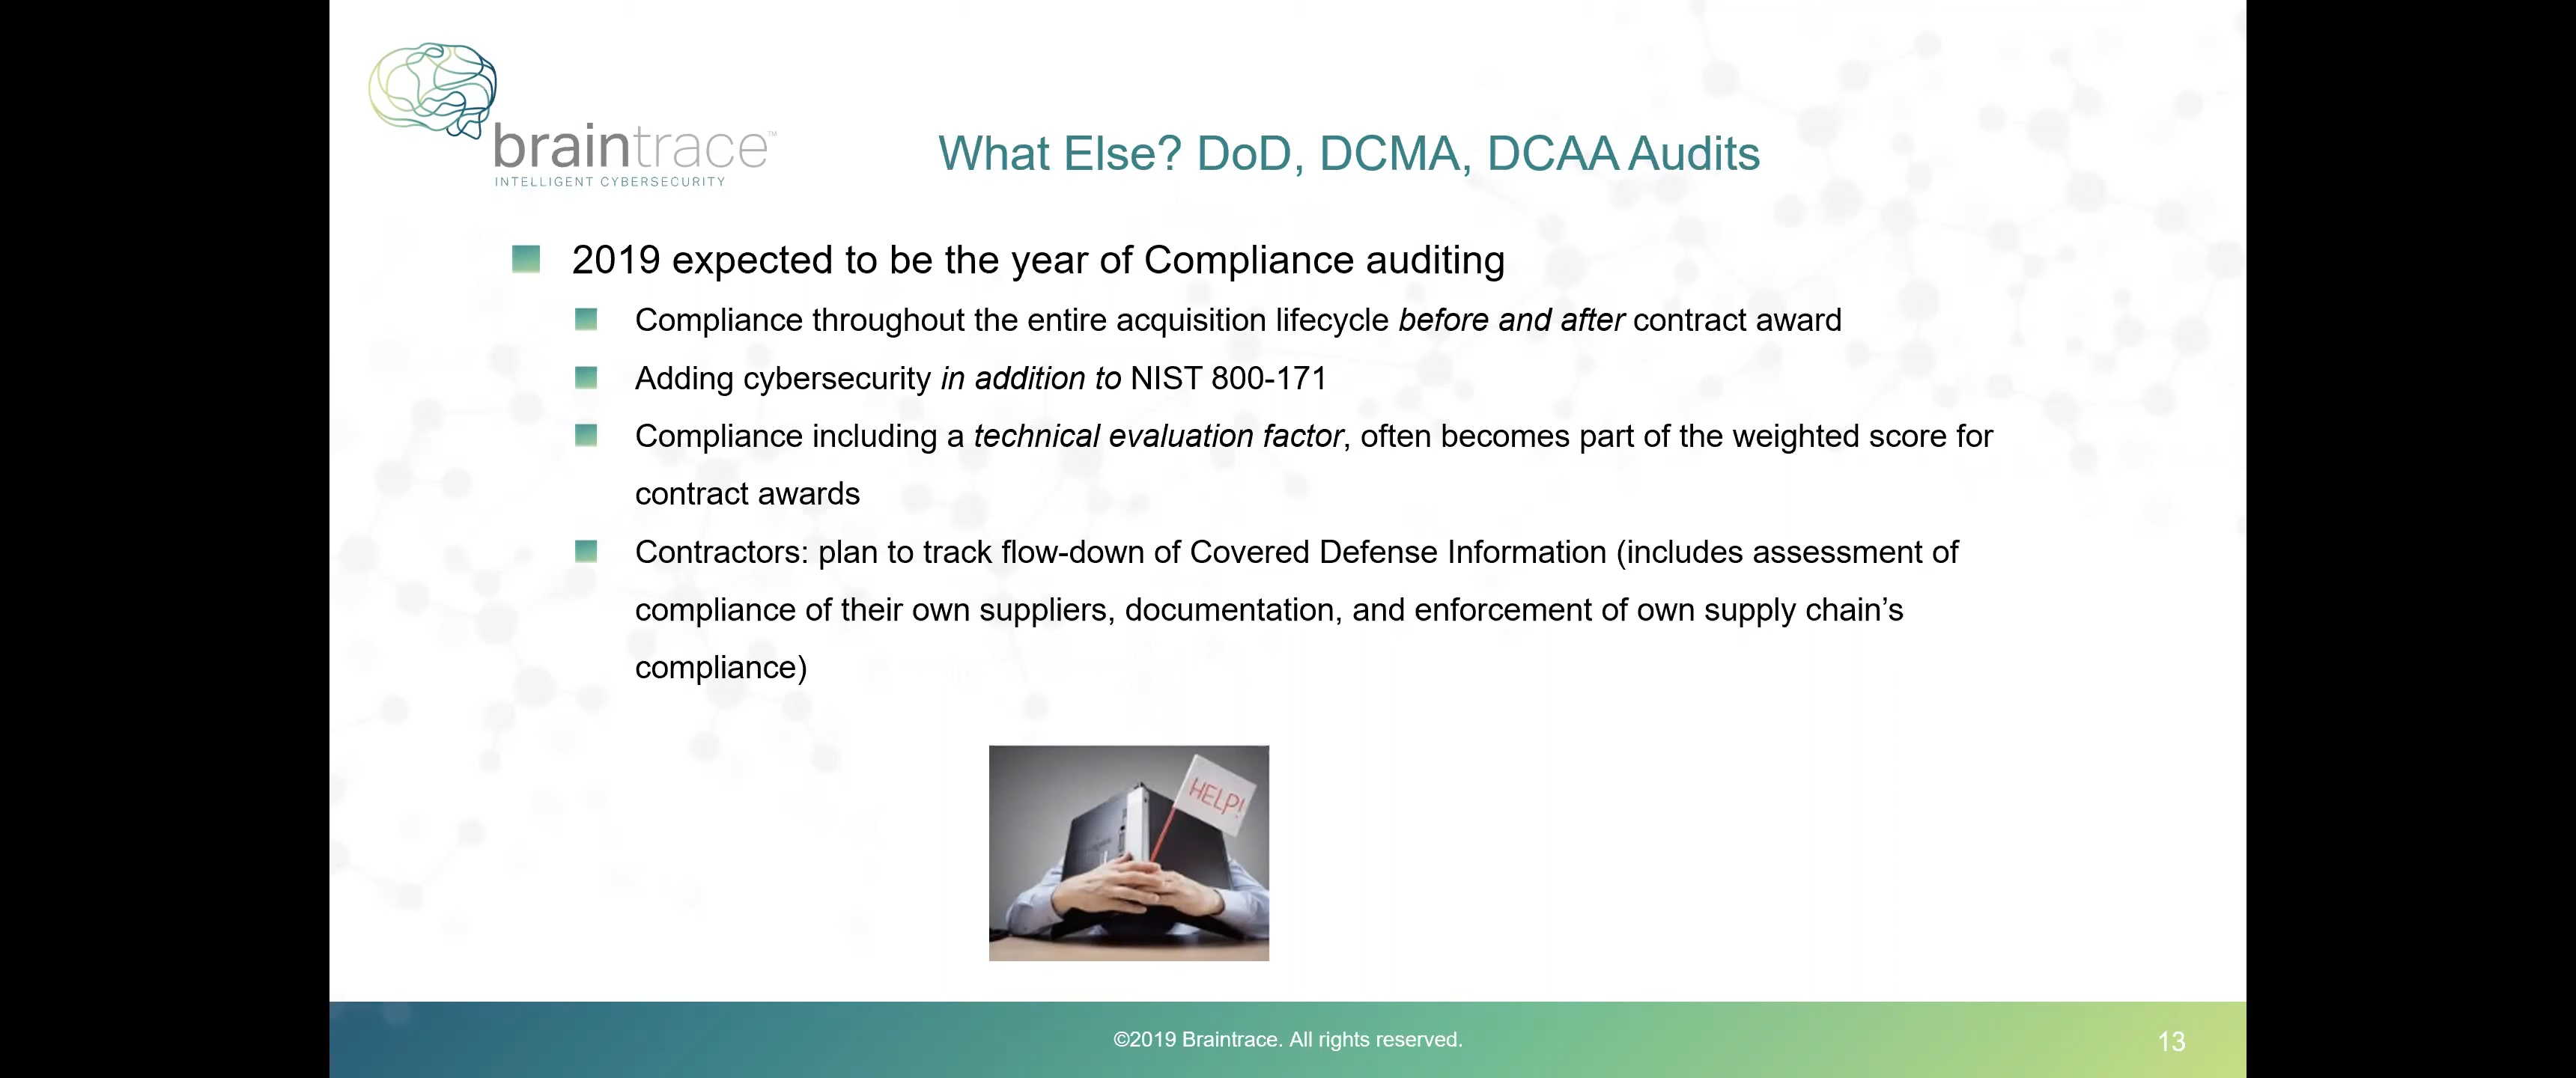 braintrace™
INTELLIGENT CYBERSECURITY
What Else? DoD, DCMA, DCAA Audits
2019 expected to be the year of Compliance auditing
Compliance throughout the entire acquisition lifecycle before and after contract award
Adding cybersecurity in addition to NIST 800-171
Compliance including a technical evaluation factor, often becomes part of the weighted score for
contract awards
Contractors: plan to track flow-down of Covered Defense Information (includes assessment of
compliance of their own suppliers, documentation, and enforcement of own supply chain’s
compliance)
HELP!
©2019 Braintrace. All rights reserved.
13